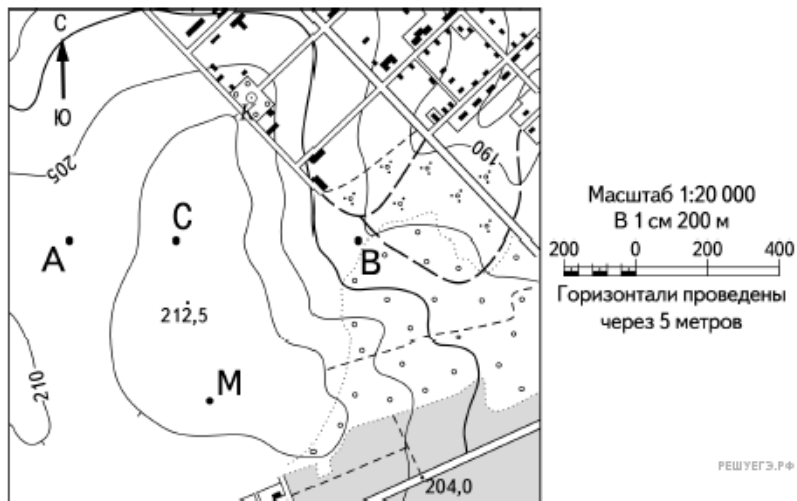 С
Ю
К
205
190
С
А
В
212,5
210
М
204,0
Масштаб 1:20 000
В 1 см 200 м
200 0 200 400
Горизонтали проведены
через 5 метров
РЕШУЕГЭ.РФ